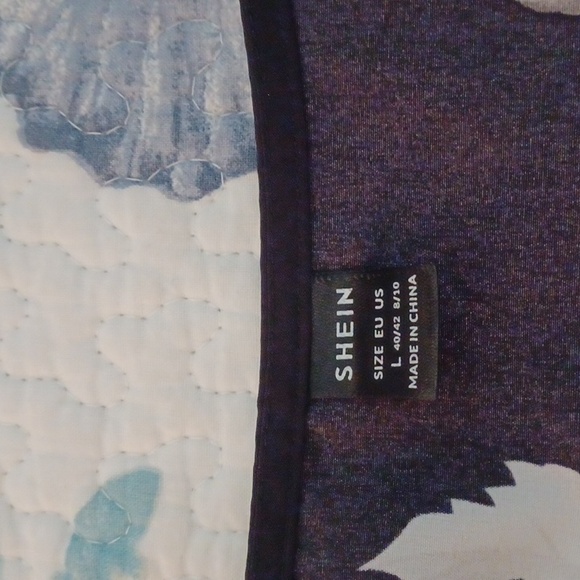 SHEIN
SIZE EU US
L 40/42 8/10
MADE IN CHINA